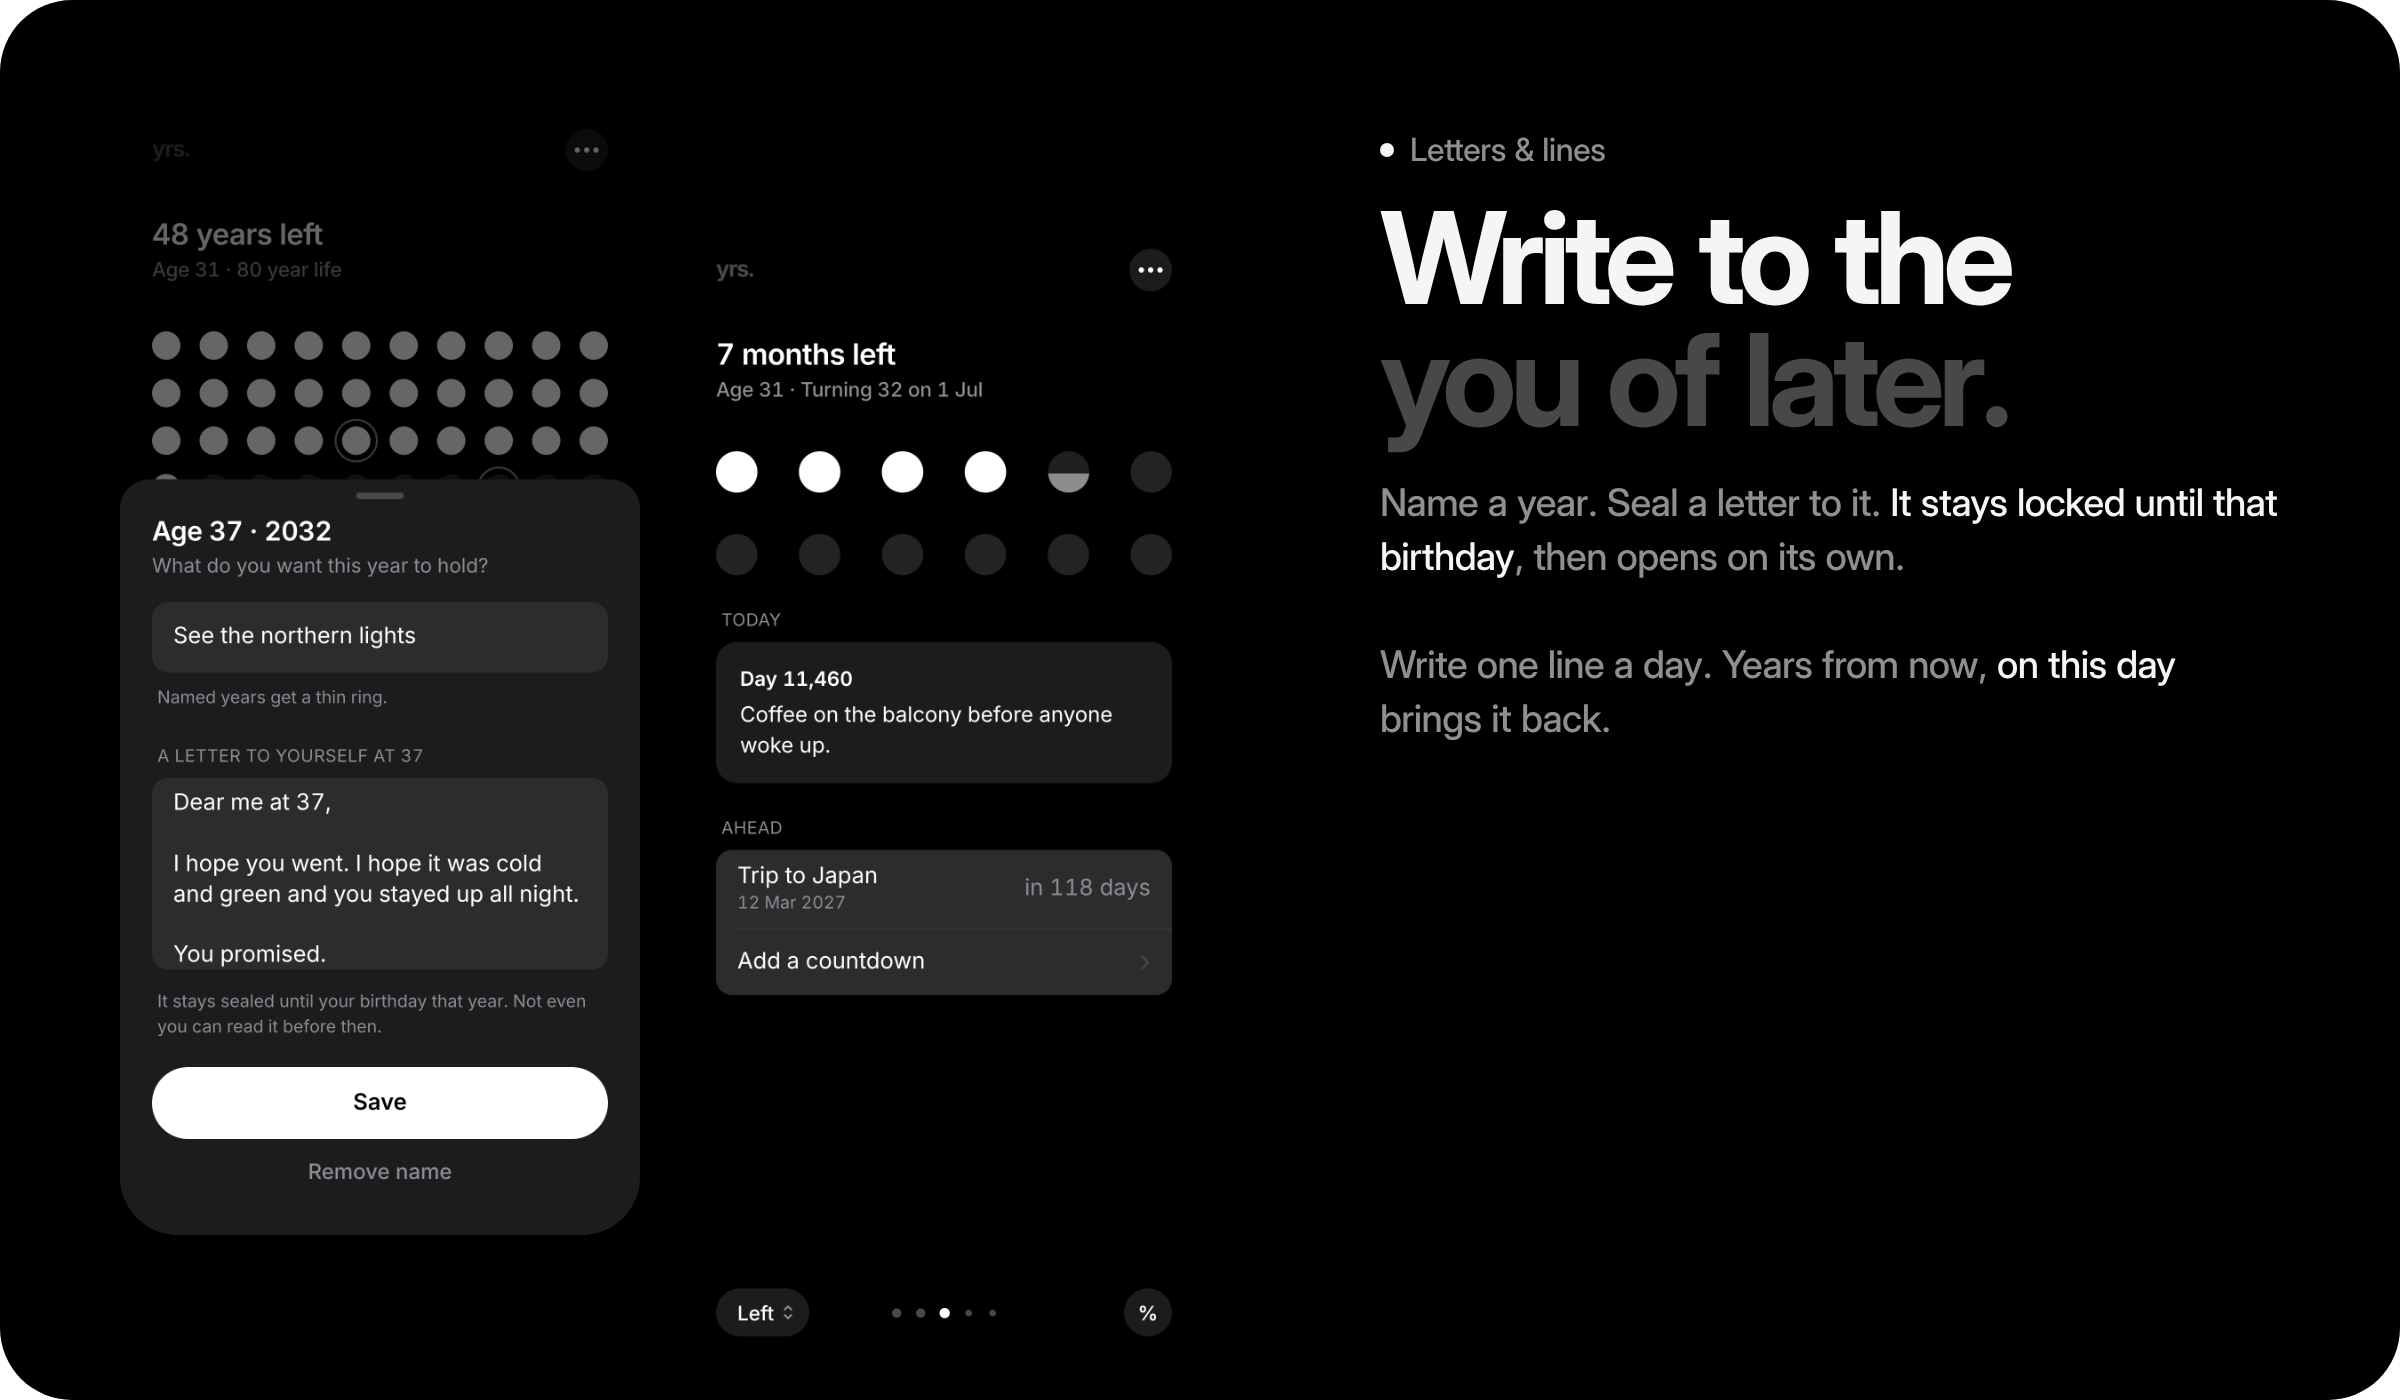 yrs.
48 years left
Age 31 · 80 year life
Age 37 · 2032
What do you want this year to hold?
See the northern lights
Named years get a thin ring.
A LETTER TO YOURSELF AT 37
Dear me at 37,
I hope you went. I hope it was cold
and green and you stayed up all night.
You promised.
It stays sealed until your birthday that year. Not even
you can read it before then.
Save
Remove name
yrs.
7 months left
Age 31 · Turning 32 on 1 Jul
TODAY
Day 11,460
Coffee on the balcony before anyone
woke up.
AHEAD
Trip to Japan
12 Mar 2027
in 118 days
Add a countdown
Left
%
Letters & lines
Write to the
you of later.
Name a year. Seal a letter to it. It stays locked until that
birthday, then opens on its own.
Write one line a day. Years from now, on this day
brings it back.